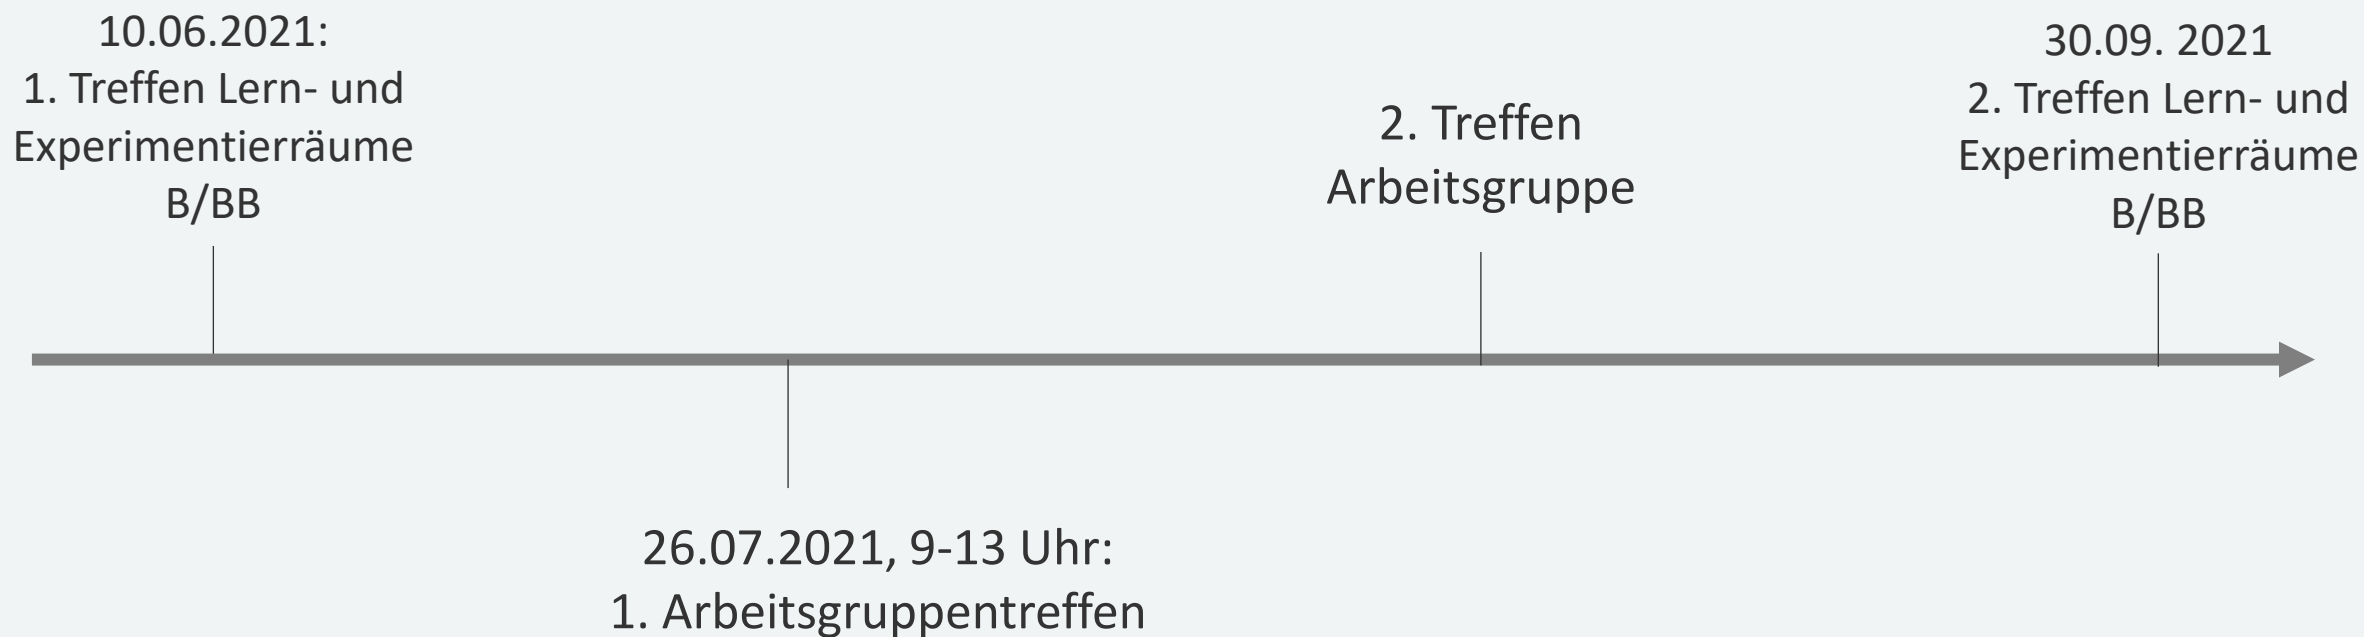 10.06.2021:
1. Treffen Lern- und
Experimentierräume
B/BB
26.07.2021, 9-13 Uhr:
1. Arbeitsgruppentreffen
2. Treffen
Arbeitsgruppe
30.09. 2021
2. Treffen Lern- und
Experimentierräume
B/BB